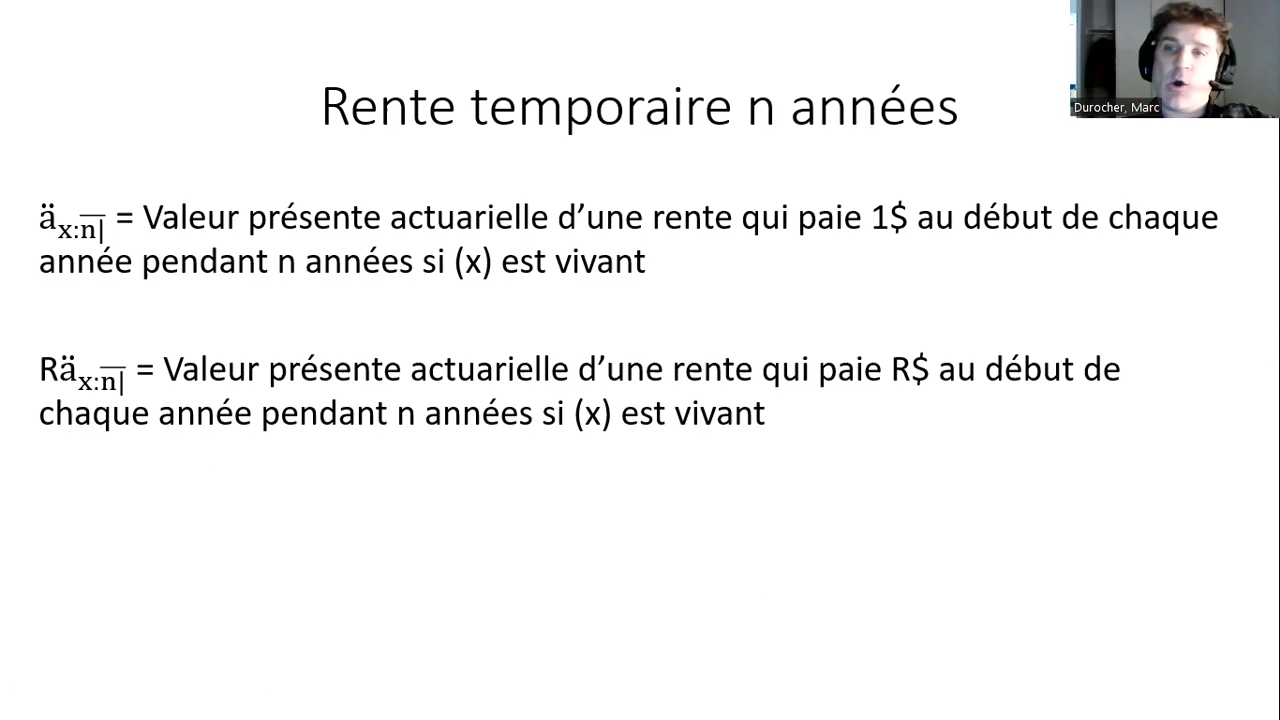 Durocher, Marc
Rente temporaire n années
ä_x:n̅| = Valeur présente actuarielle d’une rente qui paie 1$ au début de chaque
année pendant n années si (x) est vivant
Rä_x:n̅| = Valeur présente actuarielle d’une rente qui paie R$ au début de
chaque année pendant n années si (x) est vivant